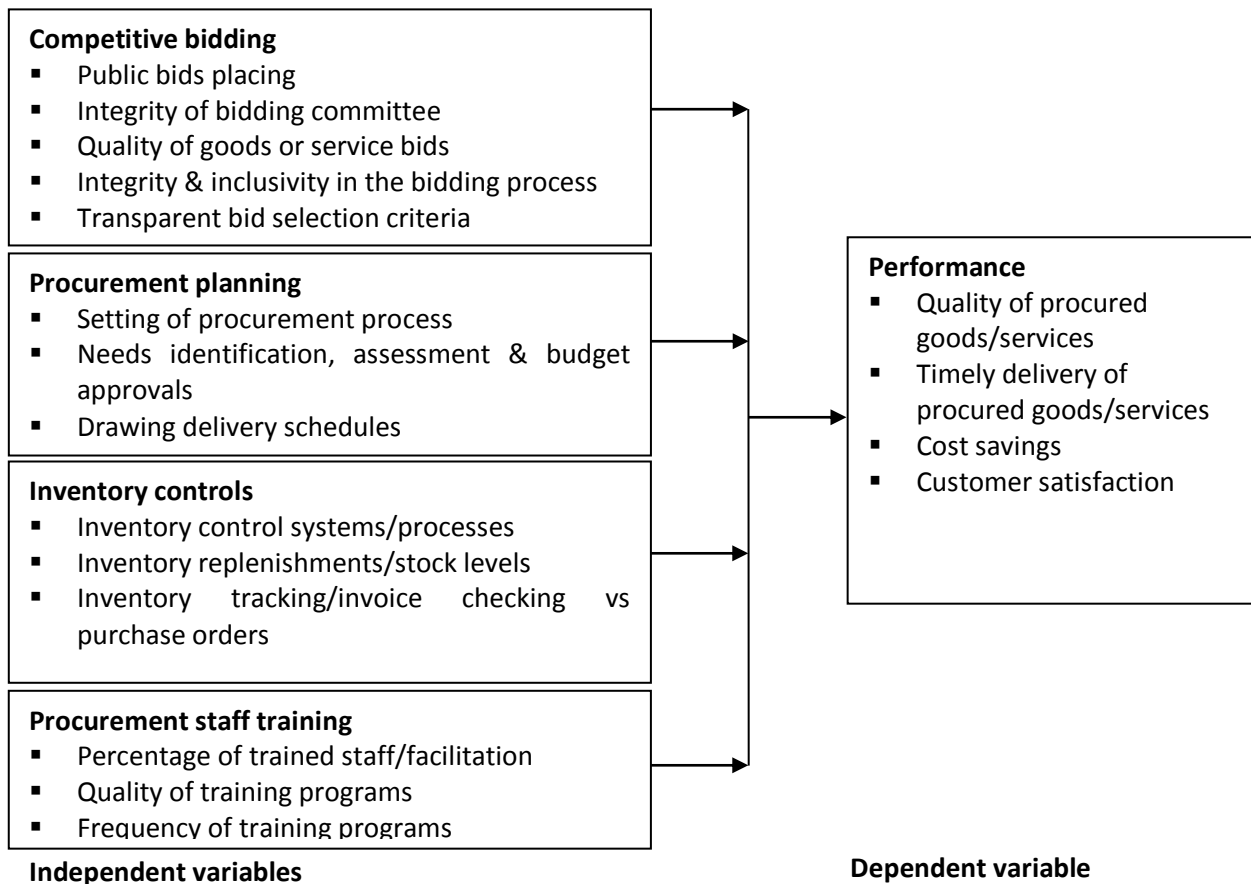 Competitive bidding
▪ Public bids placing
▪ Integrity of bidding committee
▪ Quality of goods or service bids
▪ Integrity & inclusivity in the bidding process
▪ Transparent bid selection criteria
Procurement planning
▪ Setting of procurement process
▪ Needs identification, assessment & budget
approvals
▪ Drawing delivery schedules
Inventory controls
▪ Inventory control systems/processes
▪ Inventory replenishments/stock levels
▪ Inventory tracking/invoice checking vs
purchase orders
Procurement staff training
▪ Percentage of trained staff/facilitation
▪ Quality of training programs
▪ Frequency of training programs
Independent variables
Performance
▪ Quality of procured
goods/services
▪ Timely delivery of
procured goods/services
▪ Cost savings
▪ Customer satisfaction
Dependent variable